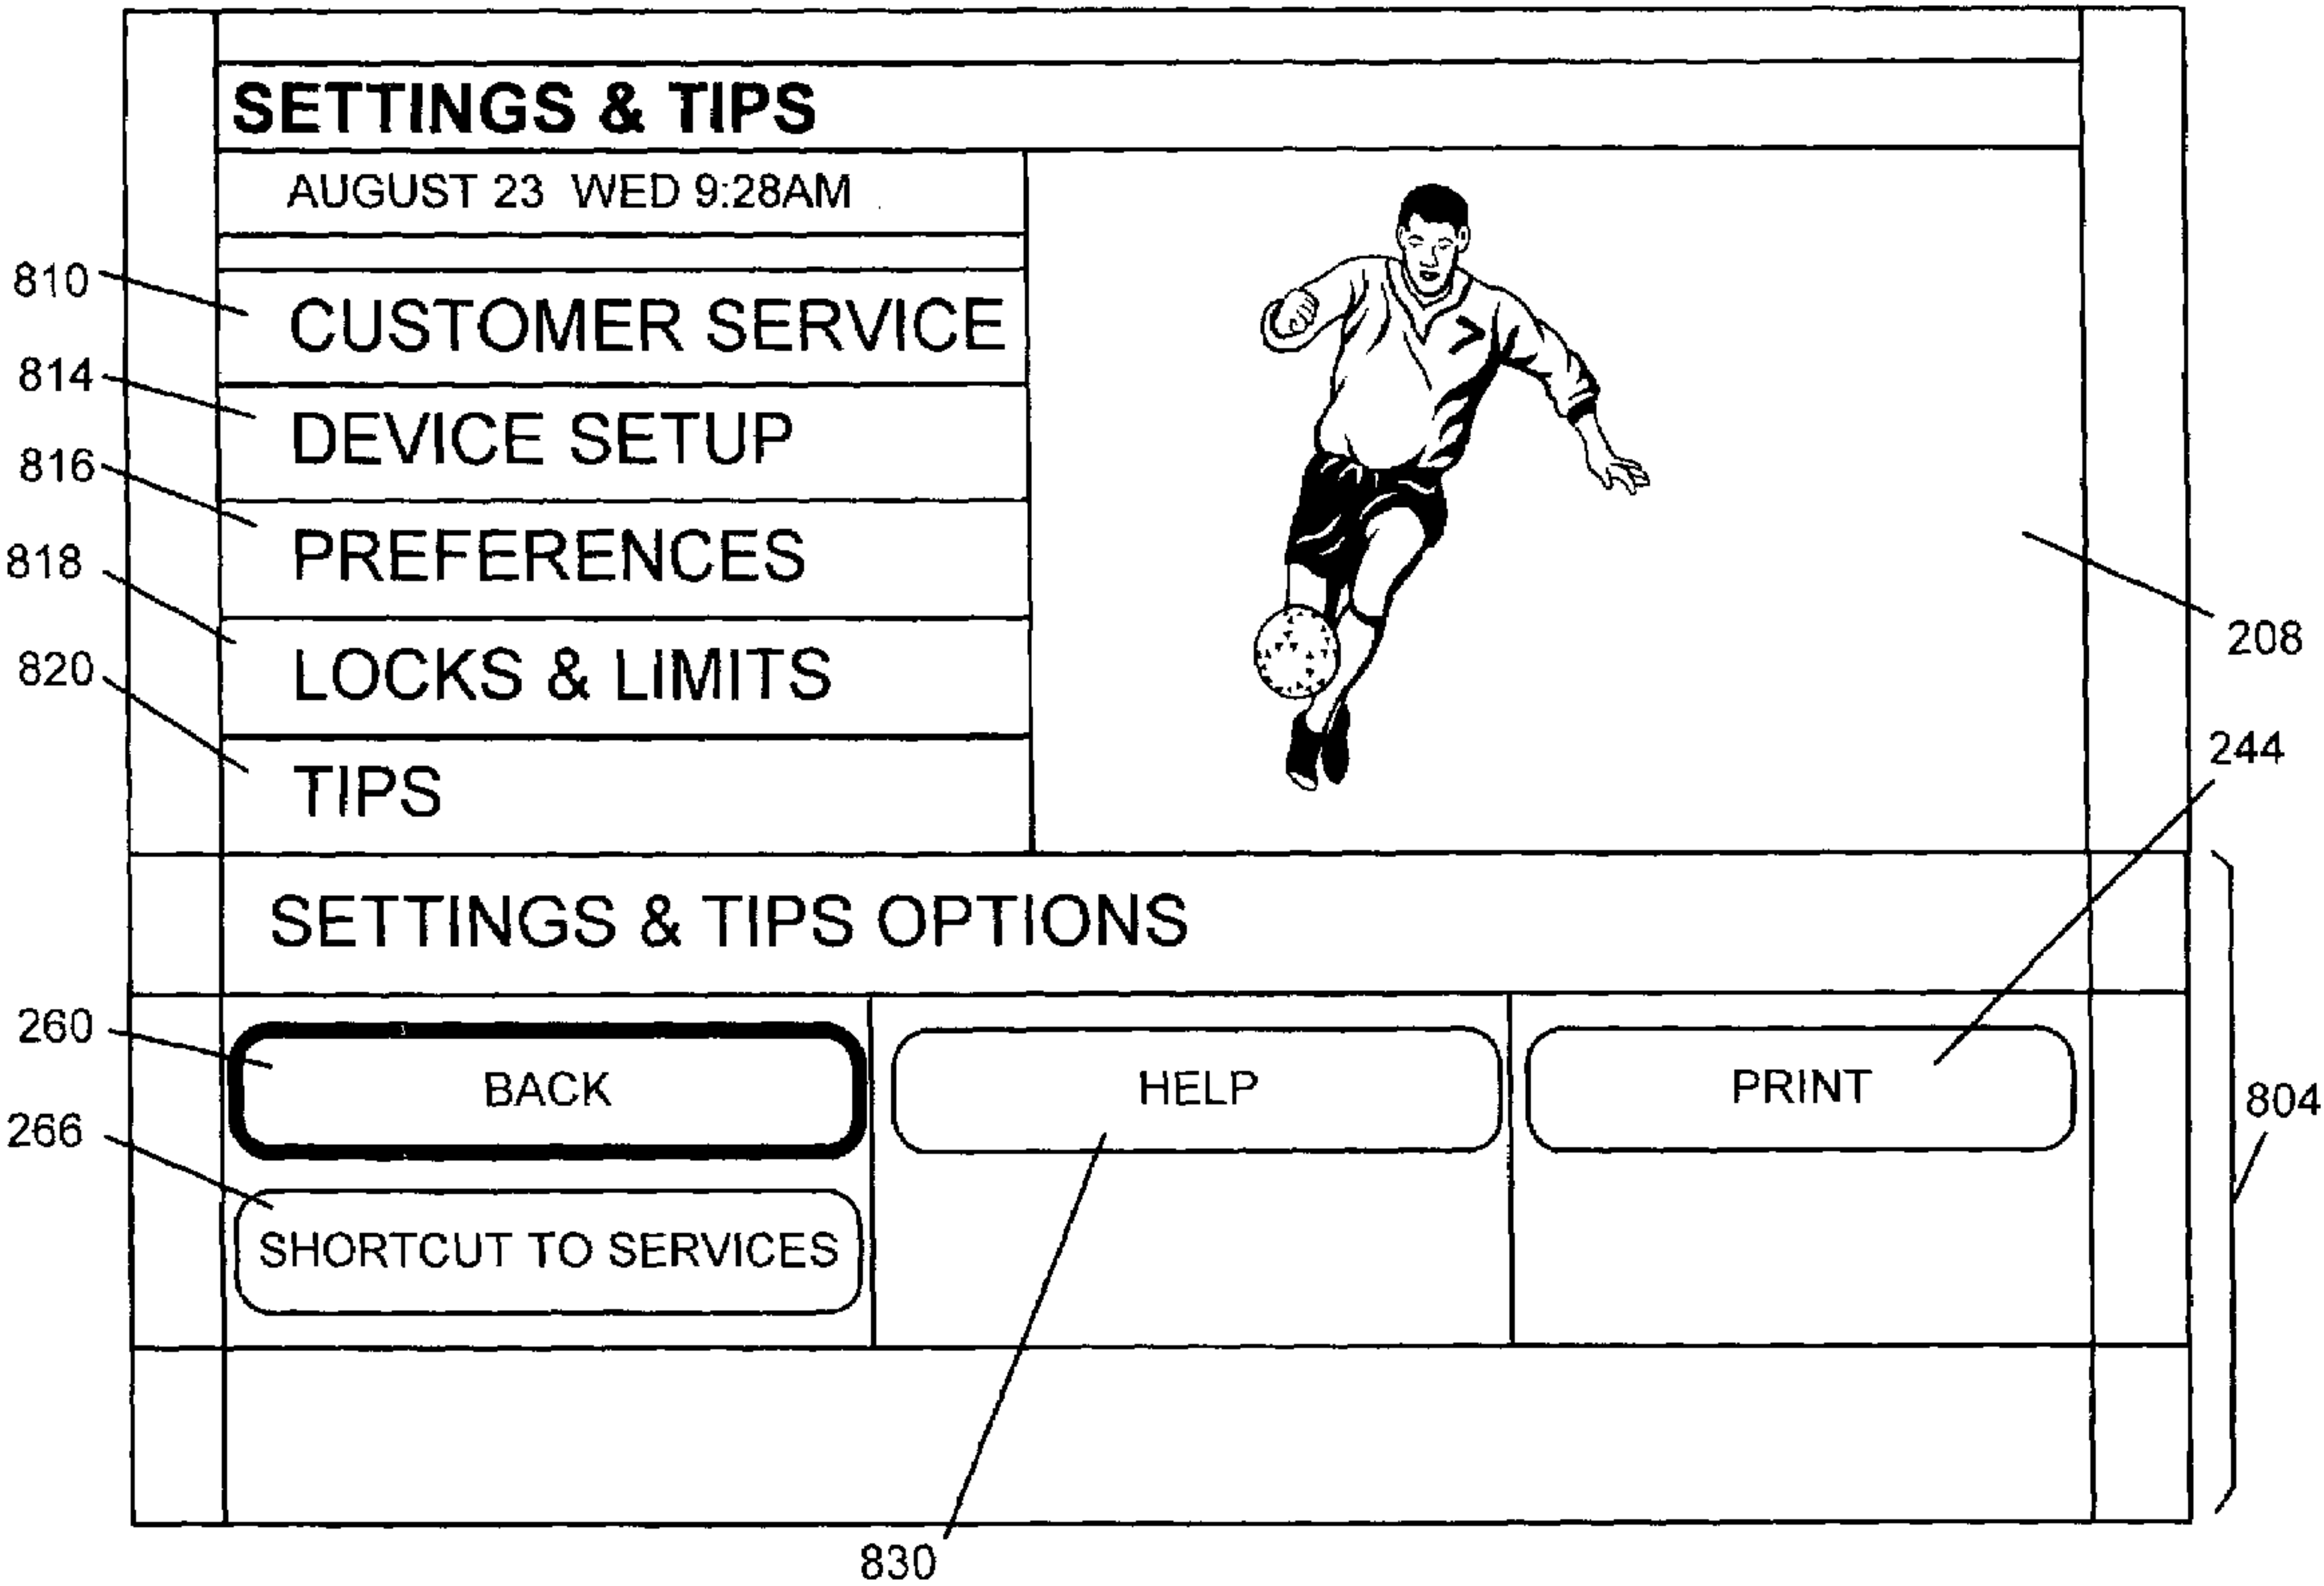 SETTINGS & TIPS
AUGUST 23 WED 9:28AM
810
CUSTOMER SERVICE
814
DEVICE SETUP
816
PREFERENCES
818
LOCKS & LIMITS
208
820
TIPS
244
SETTINGS & TIPS OPTIONS
260
BACK
HELP
PRINT
804
266
SHORTCUT TO SERVICES
830